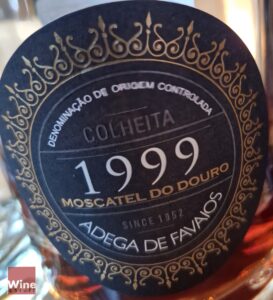 DENOMINAÇÃO DE ORIGEM CONTROLADA
COLHEITA
1999
MOSCATEL DO DOURO
SINCE 1952
ADEGA DE FAVAIOS
Wine